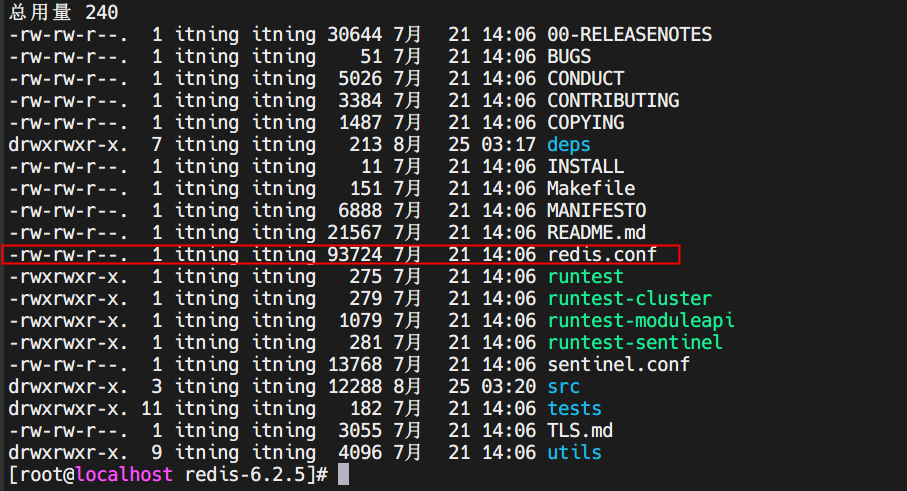 总用量 240
-rw-rw-r--.  1 itning itning 30644 7月  21 14:06 00-RELEASENOTES
-rw-rw-r--.  1 itning itning    51 7月  21 14:06 BUGS
-rw-rw-r--.  1 itning itning  5026 7月  21 14:06 CONDUCT
-rw-rw-r--.  1 itning itning  3384 7月  21 14:06 CONTRIBUTING
-rw-rw-r--.  1 itning itning  1487 7月  21 14:06 COPYING
drwxrwxr-x.  7 itning itning   213 8月  25 03:17 deps
-rw-rw-r--.  1 itning itning    11 7月  21 14:06 INSTALL
-rw-rw-r--.  1 itning itning   151 7月  21 14:06 Makefile
-rw-rw-r--.  1 itning itning  6888 7月  21 14:06 MANIFESTO
-rw-rw-r--.  1 itning itning 21567 7月  21 14:06 README.md
-rw-rw-r--.  1 itning itning 93724 7月  21 14:06 redis.conf
-rwxrwxr-x.  1 itning itning   275 7月  21 14:06 runtest
-rwxrwxr-x.  1 itning itning   279 7月  21 14:06 runtest-cluster
-rwxrwxr-x.  1 itning itning  1079 7月  21 14:06 runtest-moduleapi
-rwxrwxr-x.  1 itning itning   281 7月  21 14:06 runtest-sentinel
-rw-rw-r--.  1 itning itning 13768 7月  21 14:06 sentinel.conf
drwxrwxr-x.  3 itning itning 12288 8月  25 03:20 src
drwxrwxr-x. 11 itning itning   182 7月  21 14:06 tests
-rw-rw-r--.  1 itning itning  3055 7月  21 14:06 TLS.md
drwxrwxr-x.  9 itning itning  4096 7月  21 14:06 utils
[root@localhost redis-6.2.5]#